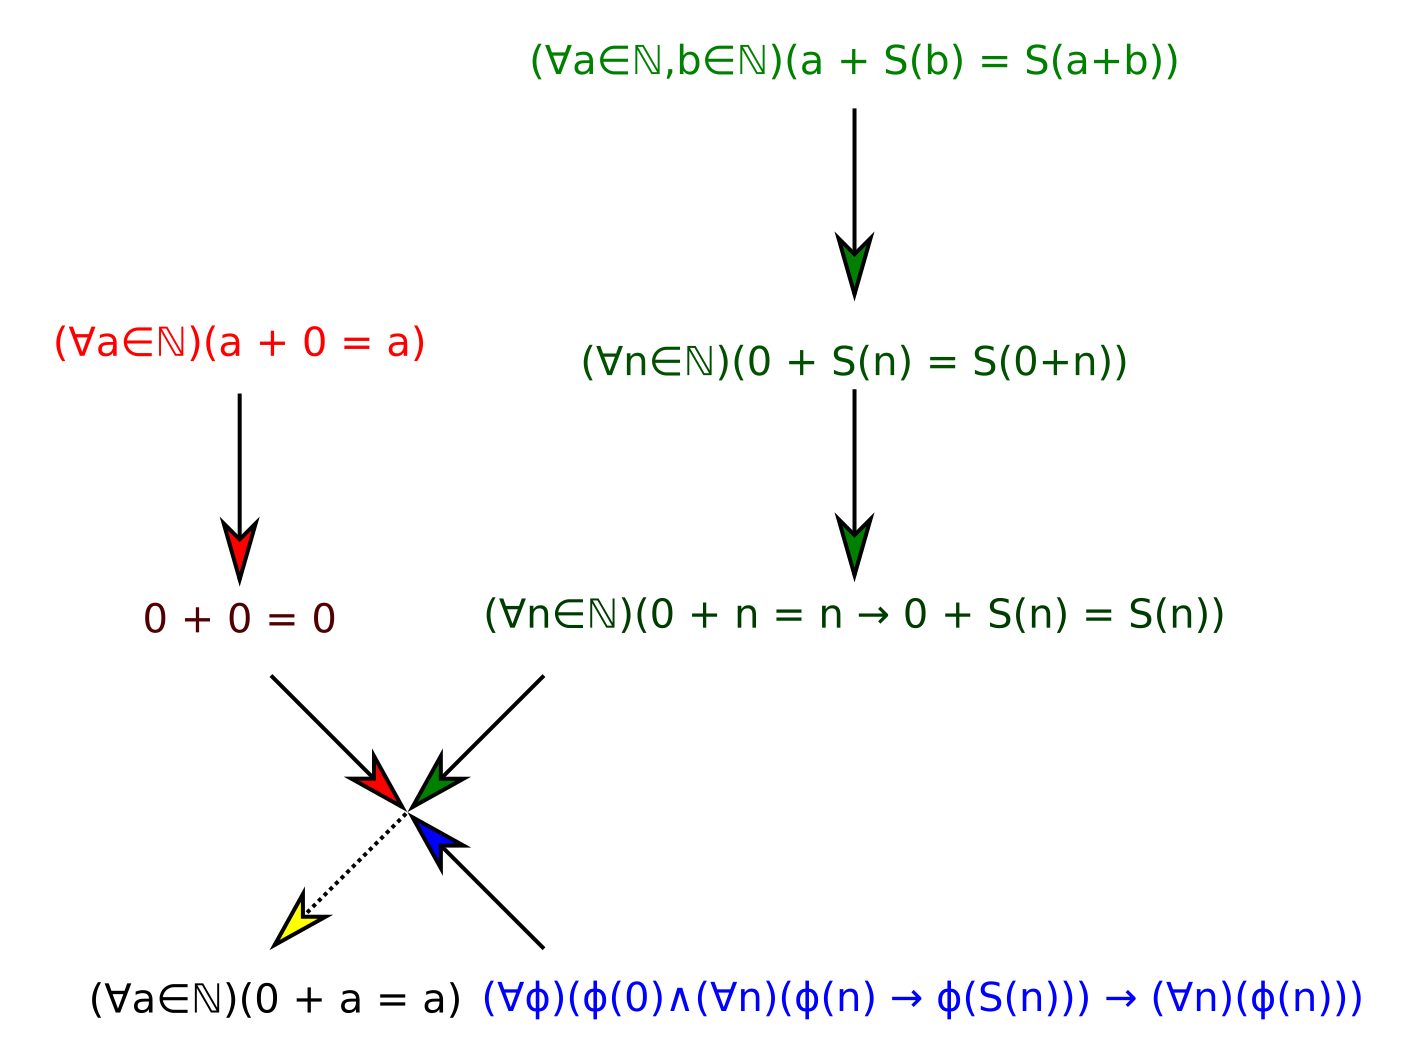 (∀a∈ℕ,b∈ℕ)(a + S(b) = S(a+b))
(∀a∈ℕ)(a + 0 = a)
(∀n∈ℕ)(0 + S(n) = S(0+n))
0 + 0 = 0
(∀n∈ℕ)(0 + n = n → 0 + S(n) = S(n))
(∀a∈ℕ)(0 + a = a)
(∀ϕ)(ϕ(0)∧(∀n)(ϕ(n) → ϕ(S(n))) → (∀n)(ϕ(n)))